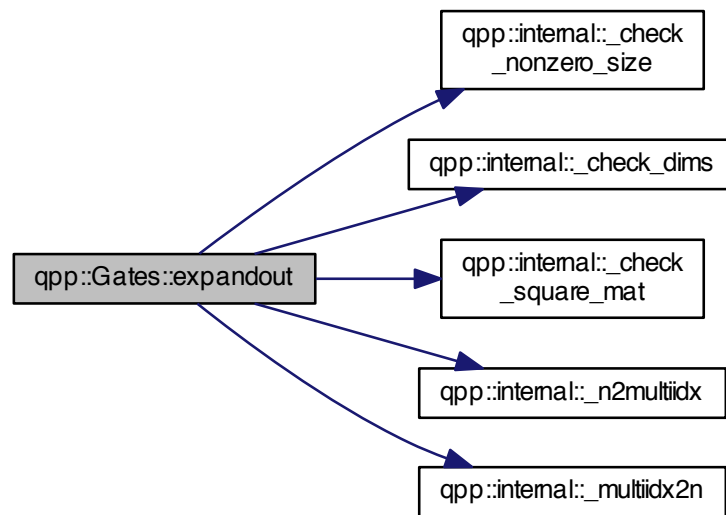 qpp::internal::_check
_nonzero_size
qpp::internal::_check_dims
qpp::Gates::expandout
qpp::internal::_check
_square_mat
qpp::internal::_n2multiidx
qpp::internal::_multiidx2n